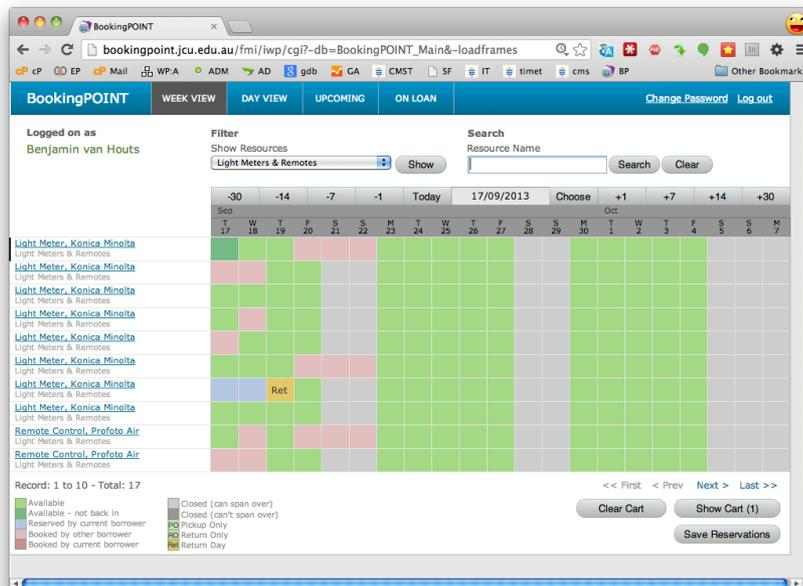 BookingPOINT
bookingpoint.jcu.edu.au/fmi/iwp/cgi?-db=BookingPOINT_Main&-loadframes
cP EP Mail WP:A ADM AD gdb GA CMST SF IT timet cms BP Other Bookmark
BookingPOINT WEEK VIEW DAY VIEW UPCOMING ON LOAN Change Password Log out
Logged on as Filter Search
Benjamin van Houts Show Resources Resource Name
Light Meters & Remotes Show Search Clear
-30 -14 -7 -1 Today 17/09/2013 Choose +1 +7 +14 +30
Sep Oct
T W T F S S M T W T F S S M T W T F S S M
17 18 19 20 21 22 23 24 25 26 27 28 29 30 1 2 3 4 5 6 7
Light Meter, Konica Minolta
Light Meters & Remotes
Light Meter, Konica Minolta
Light Meters & Remotes
Light Meter, Konica Minolta
Light Meters & Remotes
Light Meter, Konica Minolta
Light Meters & Remotes
Light Meter, Konica Minolta
Light Meters & Remotes
Light Meter, Konica Minolta
Light Meters & Remotes
Light Meter, Konica Minolta Ret
Light Meters & Remotes
Light Meter, Konica Minolta
Light Meters & Remotes
Remote Control, Profoto Air
Light Meters & Remotes
Remote Control, Profoto Air
Light Meters & Remotes
Record: 1 to 10 - Total: 17 << First < Prev Next > Last >>
Available Closed (can span over) Clear Cart Show Cart (1)
Available - not back in Closed (can't span over)
Reserved by current borrower PO Pickup Only
Booked by other borrower RO Return Only Save Reservations
Booked by current borrower Ret Return Day